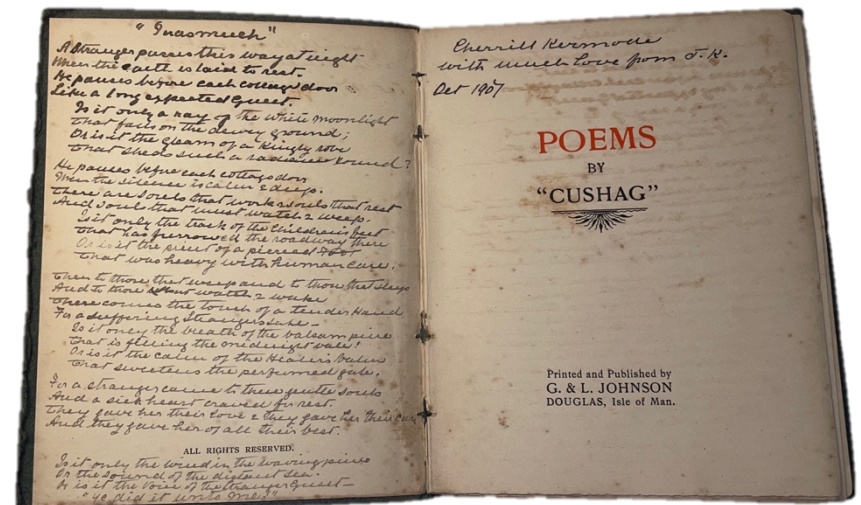 "Inasmuch"
A Stranger passes this way at night
When the earth is laid to rest.
He pauses before each cottage door
Like a long expected Guest.
Is it only a ray of the white moonlight
That falls on the dewy ground;
Or is it the gleam of a Kingly robe
That sheds such a radiance round?
He pauses before each cottage door
When the silence is calm & deep.
There are souls that work & souls that rest
And souls that must watch & weep.
Is it only the track of the Children's feet
That has furrowed the roadway there
Or is it the print of a pierced Foot
That was heavy with human care.
Then to those that weep and to those that sleep
And to those that watch & wake
There comes the touch of a tender Hand
For a suffering Stranger's sake –
Is it only the breath of the balsam pine
That is filling the midnight vale!
Or is it the calm of the Healer's balm
That sweetens the perfumed gale.
For a stranger came to these gentle souls
And a sick heart craved for rest.
They gave her their love & they gave her their care
And they gave her of all their best.
ALL RIGHTS RESERVED.
Is it only the wind in the waving pines
Or the sound of the distant sea.
Or is it the voice of the Stranger Guest –
"Ye did it unto Me."
Cherrill Kermode
with much love from J. K.
Oct 1907
POEMS
BY
"CUSHAG"
Printed and Published by
G. & L. JOHNSON
DOUGLAS, Isle of Man.